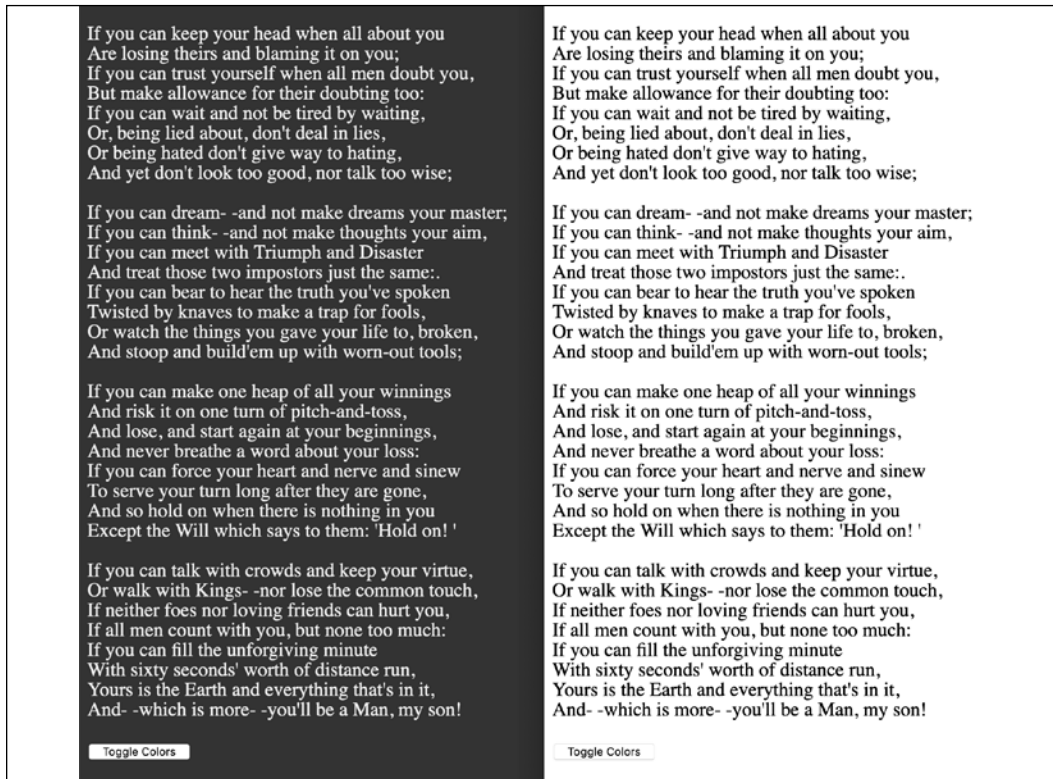 If you can keep your head when all about you
Are losing theirs and blaming it on you;
If you can trust yourself when all men doubt you,
But make allowance for their doubting too:
If you can wait and not be tired by waiting,
Or, being lied about, don't deal in lies,
Or being hated don't give way to hating,
And yet don't look too good, nor talk too wise;
If you can dream- -and not make dreams your master;
If you can think- -and not make thoughts your aim,
If you can meet with Triumph and Disaster
And treat those two impostors just the same:.
If you can bear to hear the truth you've spoken
Twisted by knaves to make a trap for fools,
Or watch the things you gave your life to, broken,
And stoop and build'em up with worn-out tools;
If you can make one heap of all your winnings
And risk it on one turn of pitch-and-toss,
And lose, and start again at your beginnings,
And never breathe a word about your loss:
If you can force your heart and nerve and sinew
To serve your turn long after they are gone,
And so hold on when there is nothing in you
Except the Will which says to them: 'Hold on! '
If you can talk with crowds and keep your virtue,
Or walk with Kings- -nor lose the common touch,
If neither foes nor loving friends can hurt you,
If all men count with you, but none too much:
If you can fill the unforgiving minute
With sixty seconds' worth of distance run,
Yours is the Earth and everything that's in it,
And- -which is more- -you'll be a Man, my son!
Toggle Colors
If you can keep your head when all about you
Are losing theirs and blaming it on you;
If you can trust yourself when all men doubt you,
But make allowance for their doubting too:
If you can wait and not be tired by waiting,
Or, being lied about, don't deal in lies,
Or being hated don't give way to hating,
And yet don't look too good, nor talk too wise;
If you can dream- -and not make dreams your master;
If you can think- -and not make thoughts your aim,
If you can meet with Triumph and Disaster
And treat those two impostors just the same:.
If you can bear to hear the truth you've spoken
Twisted by knaves to make a trap for fools,
Or watch the things you gave your life to, broken,
And stoop and build'em up with worn-out tools;
If you can make one heap of all your winnings
And risk it on one turn of pitch-and-toss,
And lose, and start again at your beginnings,
And never breathe a word about your loss:
If you can force your heart and nerve and sinew
To serve your turn long after they are gone,
And so hold on when there is nothing in you
Except the Will which says to them: 'Hold on! '
If you can talk with crowds and keep your virtue,
Or walk with Kings- -nor lose the common touch,
If neither foes nor loving friends can hurt you,
If all men count with you, but none too much:
If you can fill the unforgiving minute
With sixty seconds' worth of distance run,
Yours is the Earth and everything that's in it,
And- -which is more- -you'll be a Man, my son!
Toggle Colors